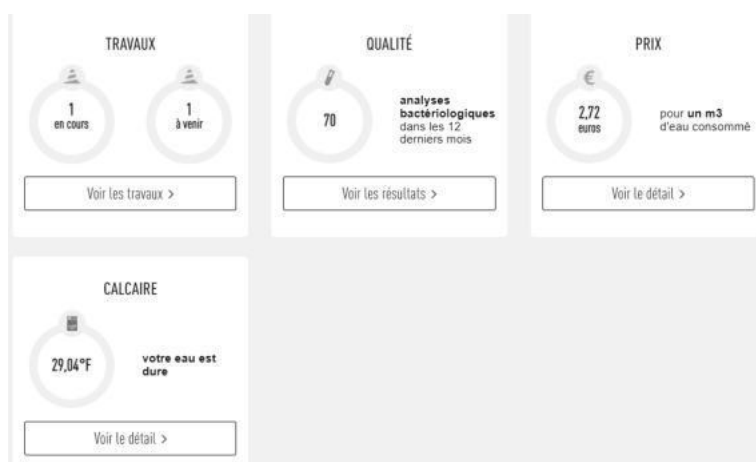 TRAVAUX
1
en cours
1
à venir
Voir les travaux >
QUALITÉ
70
analyses
bactériologiques
dans les 12
derniers mois
Voir les résultats >
PRIX
€
2,72
euros
pour un m3
d'eau consommé
Voir le détail >
CALCAIRE
29,04°F
votre eau est
dure
Voir le détail >